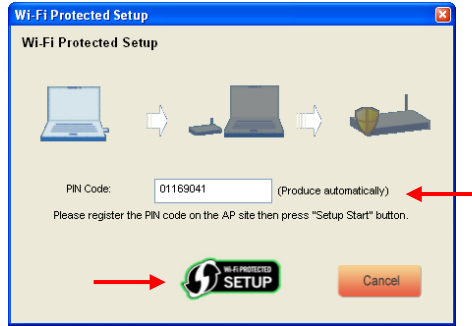 Wi-Fi Protected Setup
Wi-Fi Protected Setup
PIN Code: 01169041 (Produce automatically)
Please register the PIN code on the AP site then press "Setup Start" button.
Wi-Fi PROTECTED
SETUP
Cancel